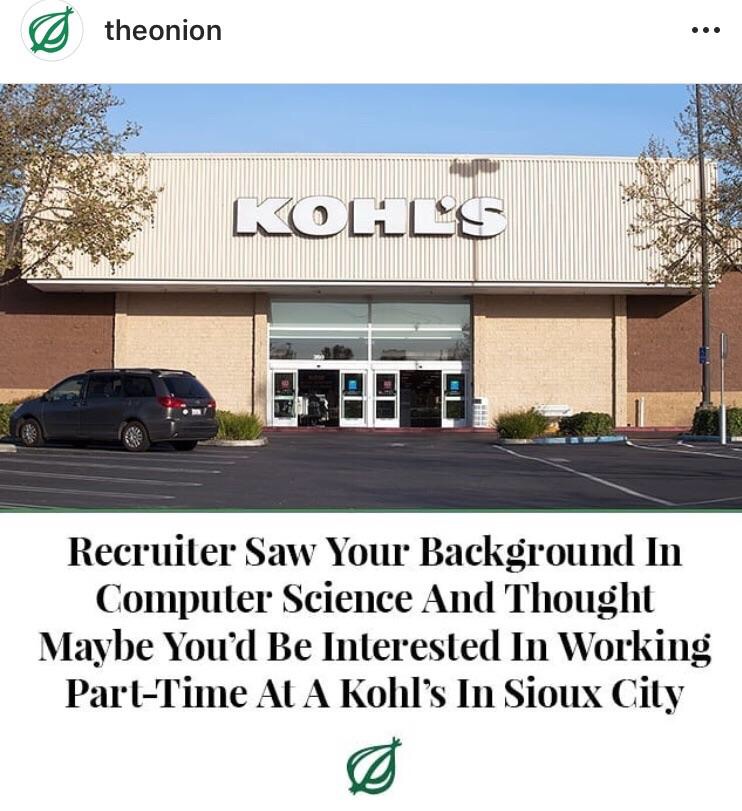 theonion
KOHL'S
Recruiter Saw Your Background In
Computer Science And Thought
Maybe You'd Be Interested In Working
Part-Time At A Kohl's In Sioux City